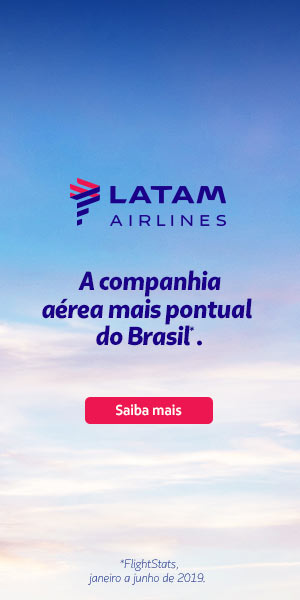 LATAM
AIRLINES
A companhia
aérea mais pontual
do Brasil*.
Saiba mais
*FlightStats,
janeiro a junho de 2019.